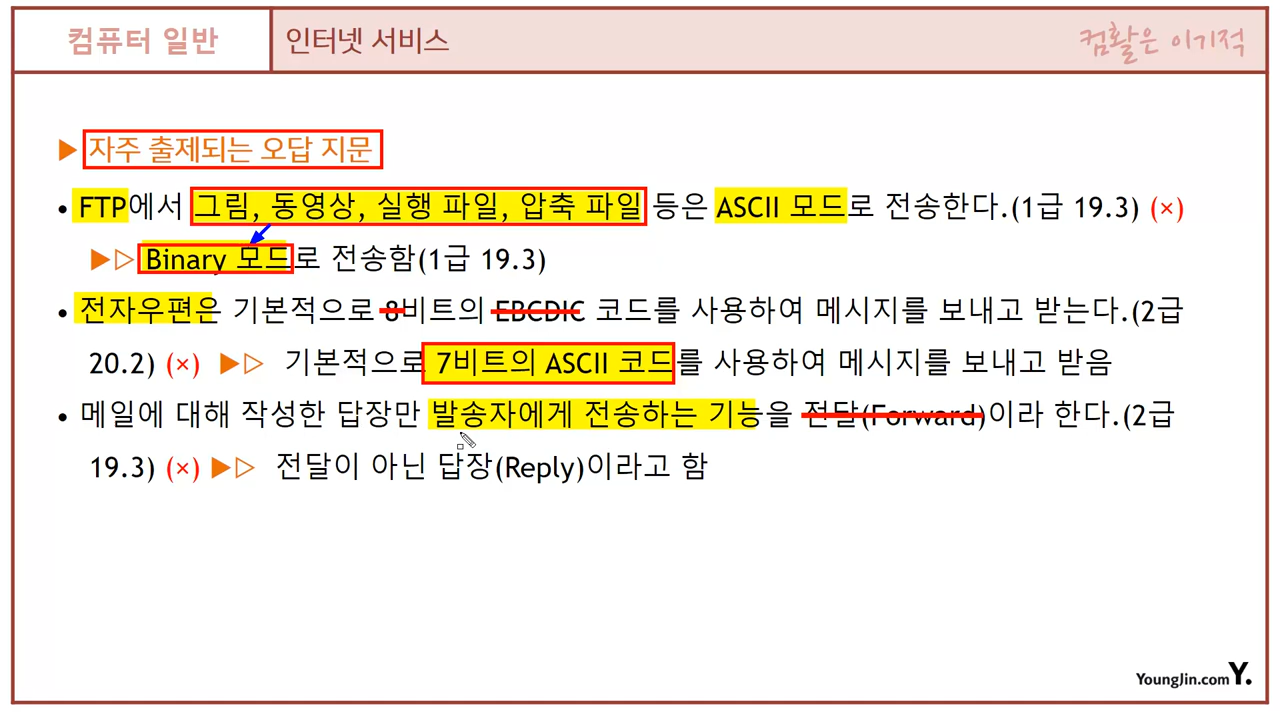 컴퓨터 일반
인터넷 서비스
컴활은 이기적
▶ 자주 출제되는 오답 지문
• FTP에서 그림, 동영상, 실행 파일, 압축 파일 등은 ASCII 모드로 전송한다.(1급 19.3) (×)
▶▷ Binary 모드로 전송함(1급 19.3)
• 전자우편은 기본적으로 8비트의 EBCDIC 코드를 사용하여 메시지를 보내고 받는다.(2급
20.2) (×) ▶▷ 기본적으로 7비트의 ASCII 코드를 사용하여 메시지를 보내고 받음
• 메일에 대해 작성한 답장만 발송자에게 전송하는 기능을 전달(Forward)이라 한다.(2급
19.3) (×) ▶▷ 전달이 아닌 답장(Reply)이라고 함
YoungJin.com Y.